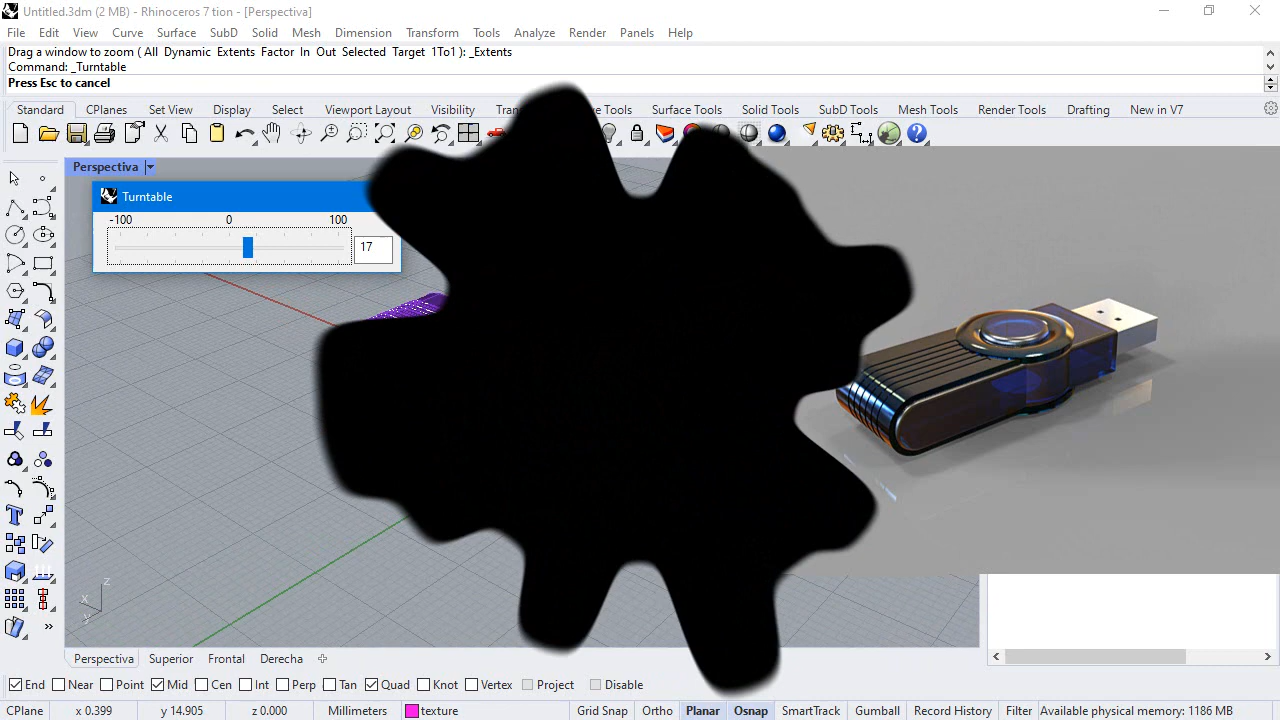 Untitled.3dm (2 MB) - Rhinoceros 7 tion - [Perspectiva]
File Edit View Curve Surface SubD Solid Mesh Dimension Transform Tools Analyze Render Panels Help
Drag a window to zoom ( All Dynamic Extents Factor In Out Selected Target 1To1 ): _Extents
Command: _Turntable
Press Esc to cancel
Standard CPlanes Set View Display Select Viewport Layout Visibility Tools Surface Tools Solid Tools SubD Tools Mesh Tools Render Tools Drafting New in V7
Perspectiva
Turntable
-100 0 100
17
z
x
y
Perspectiva Superior Frontal Derecha
End Near Point Mid Cen Int Perp Tan Quad Knot Vertex Project Disable
CPlane x 0.399 y 14.905 z 0.000 Millimeters texture Grid Snap Ortho Planar Osnap SmartTrack Gumball Record History Filter Available physical memory: 1186 MB